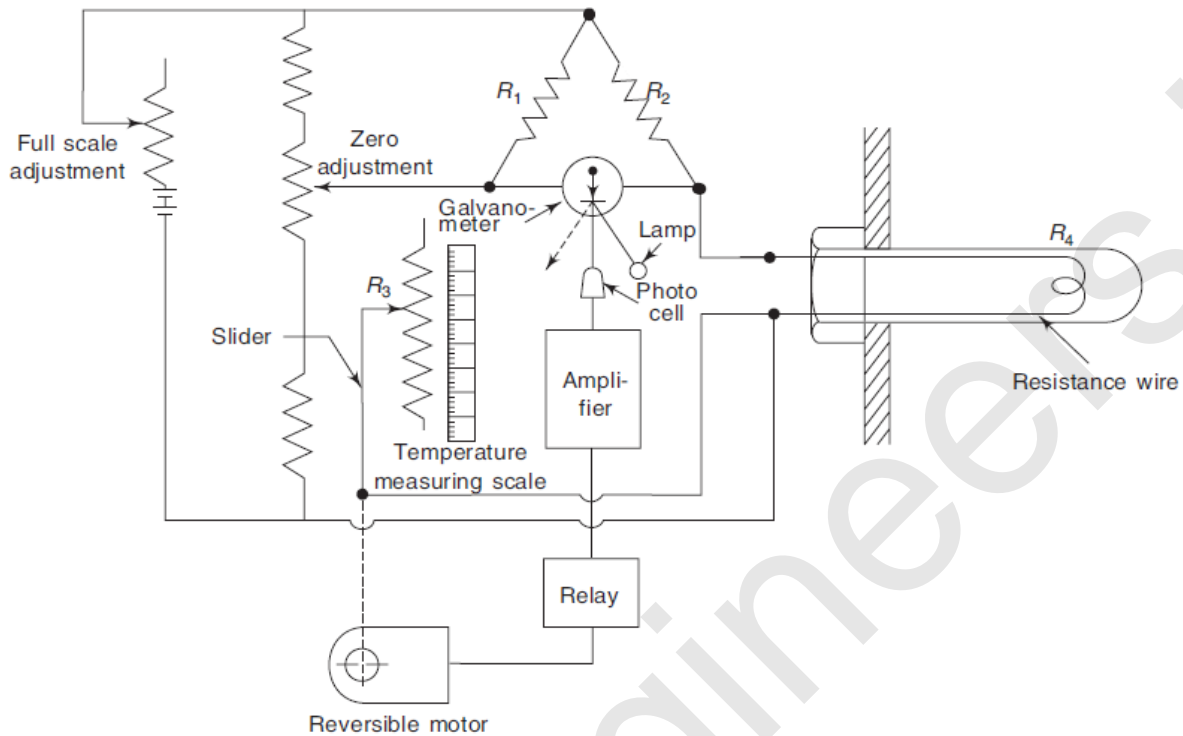 R1
R2
Full scale
adjustment
Zero
adjustment
Galvano-
meter
Lamp
R4
R3
Photo
cell
Slider
Ampli-
fier
Resistance wire
Temperature
measuring scale
Relay
Reversible motor
gineers